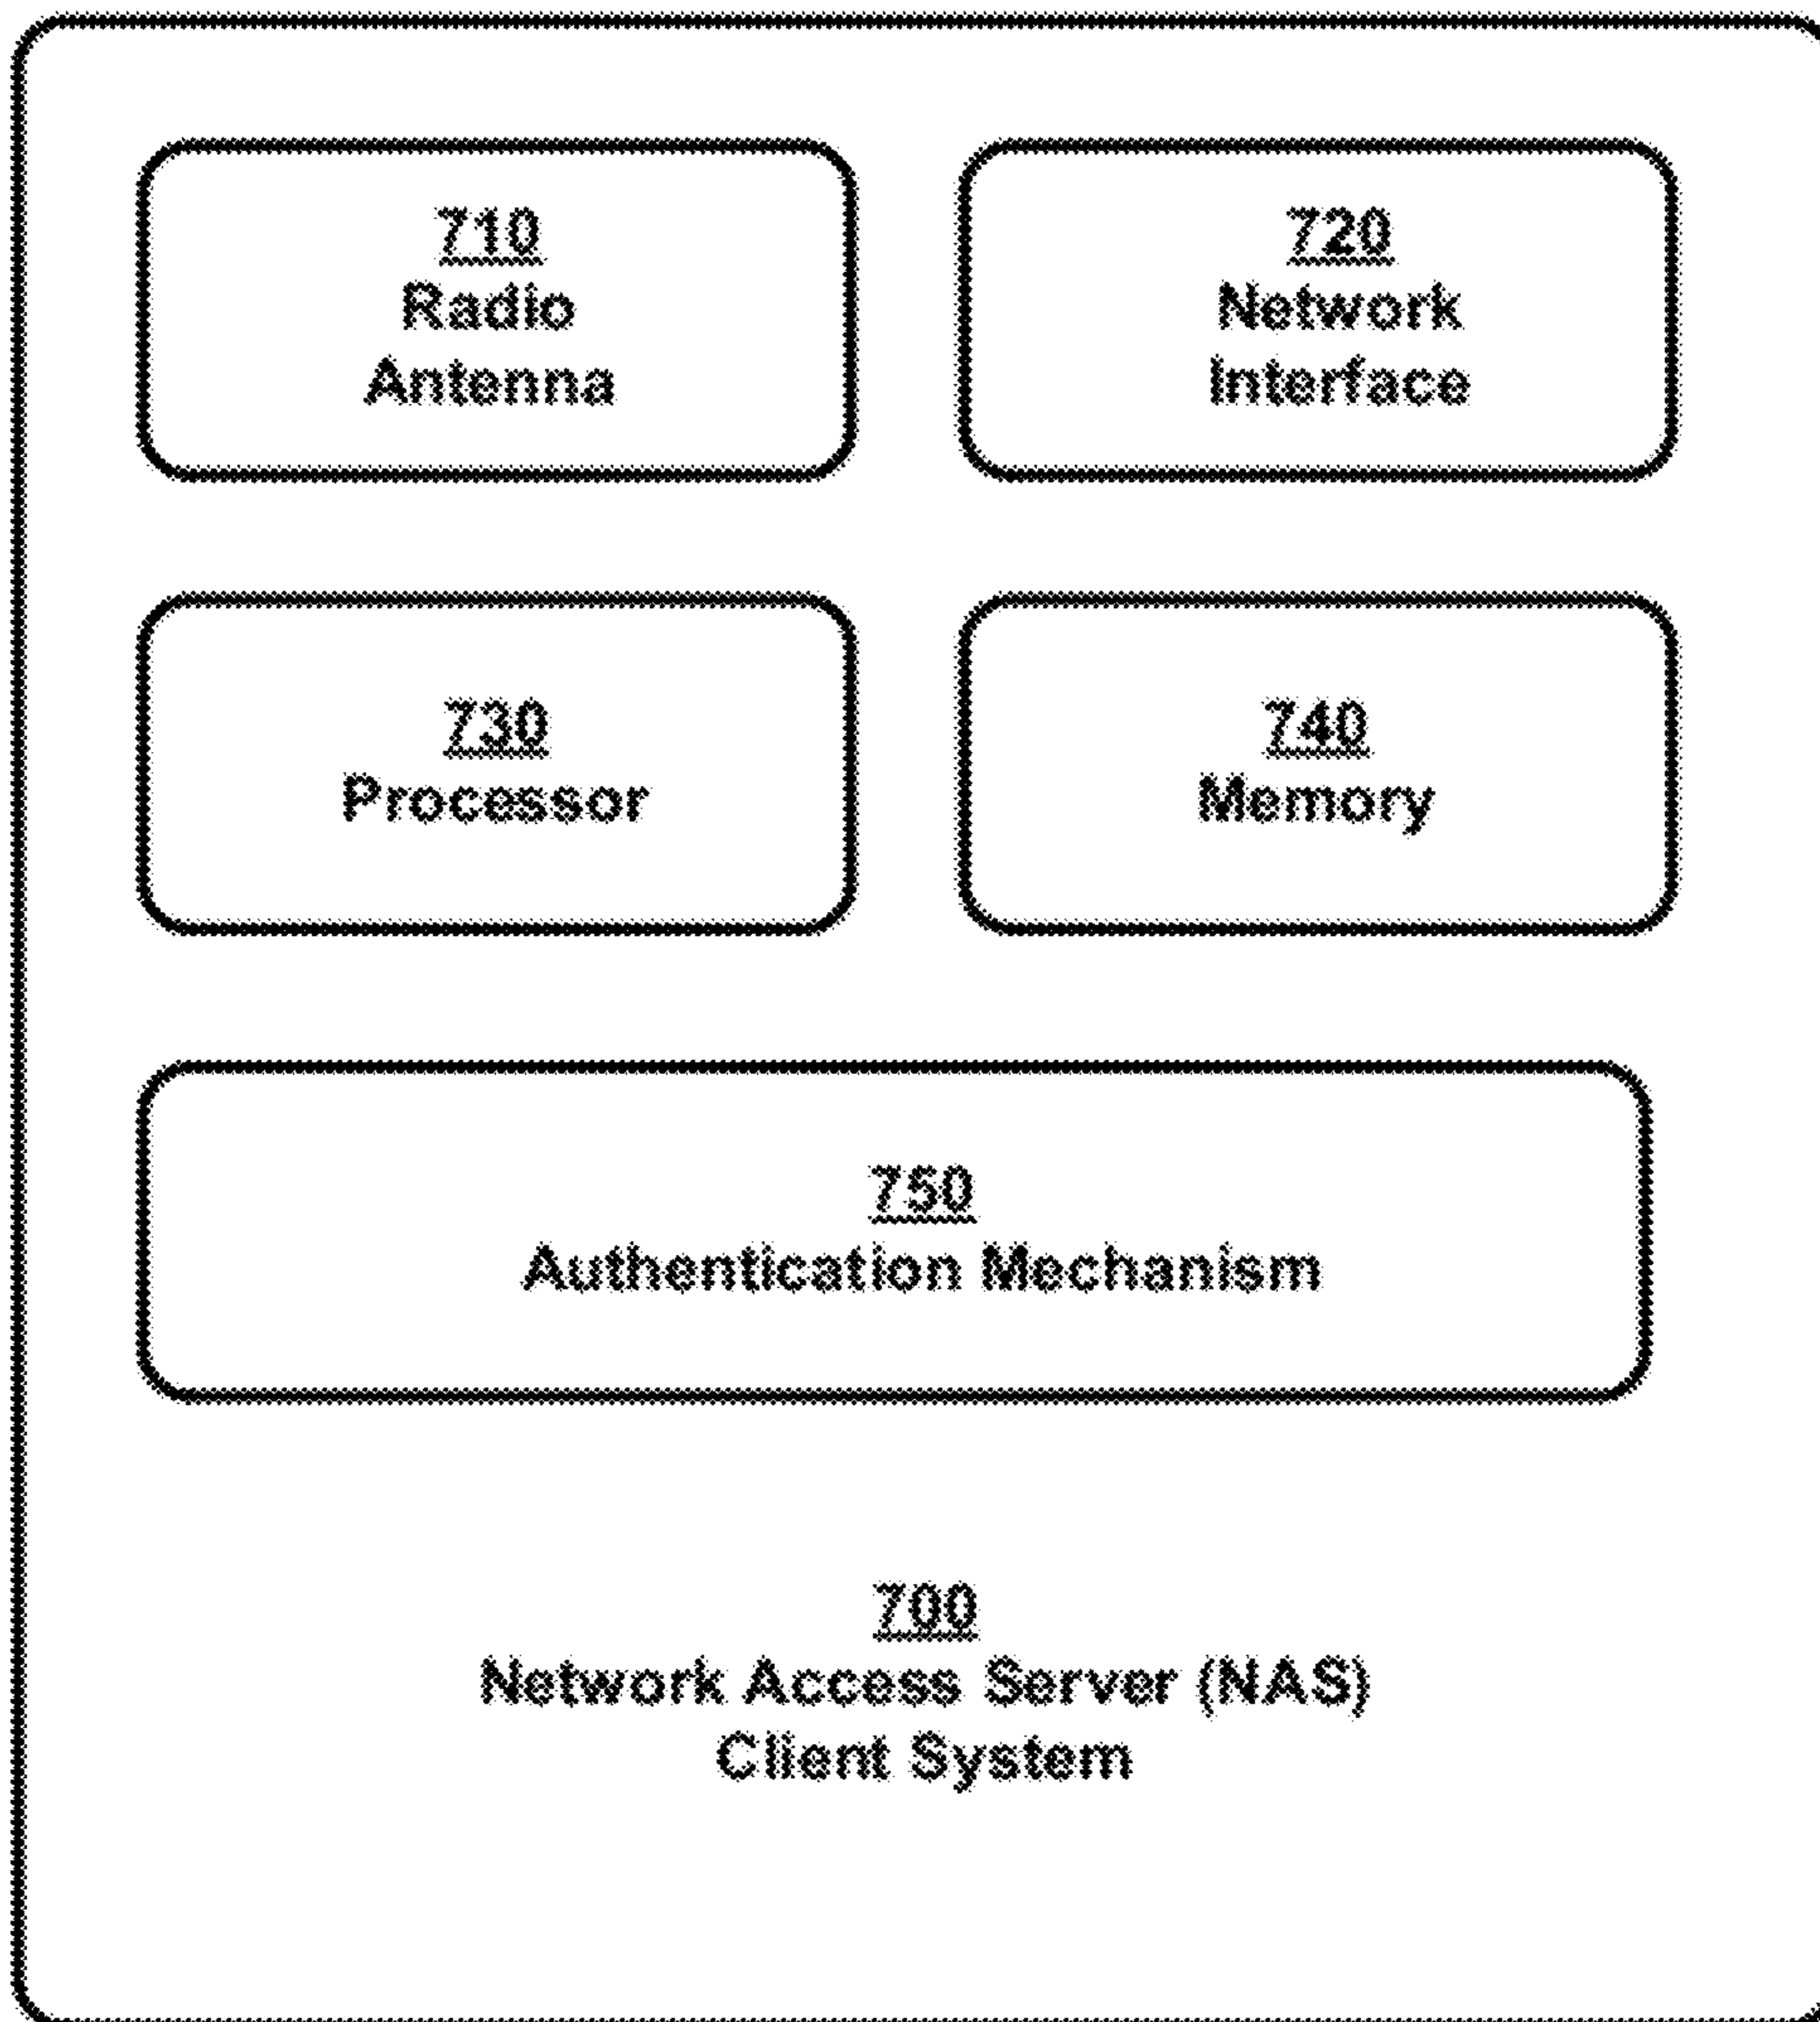 710
Radio
Antenna
720
Network
Interface
730
Processor
740
Memory
750
Authentication Mechanism
700
Network Access Server (NAS)
Client System